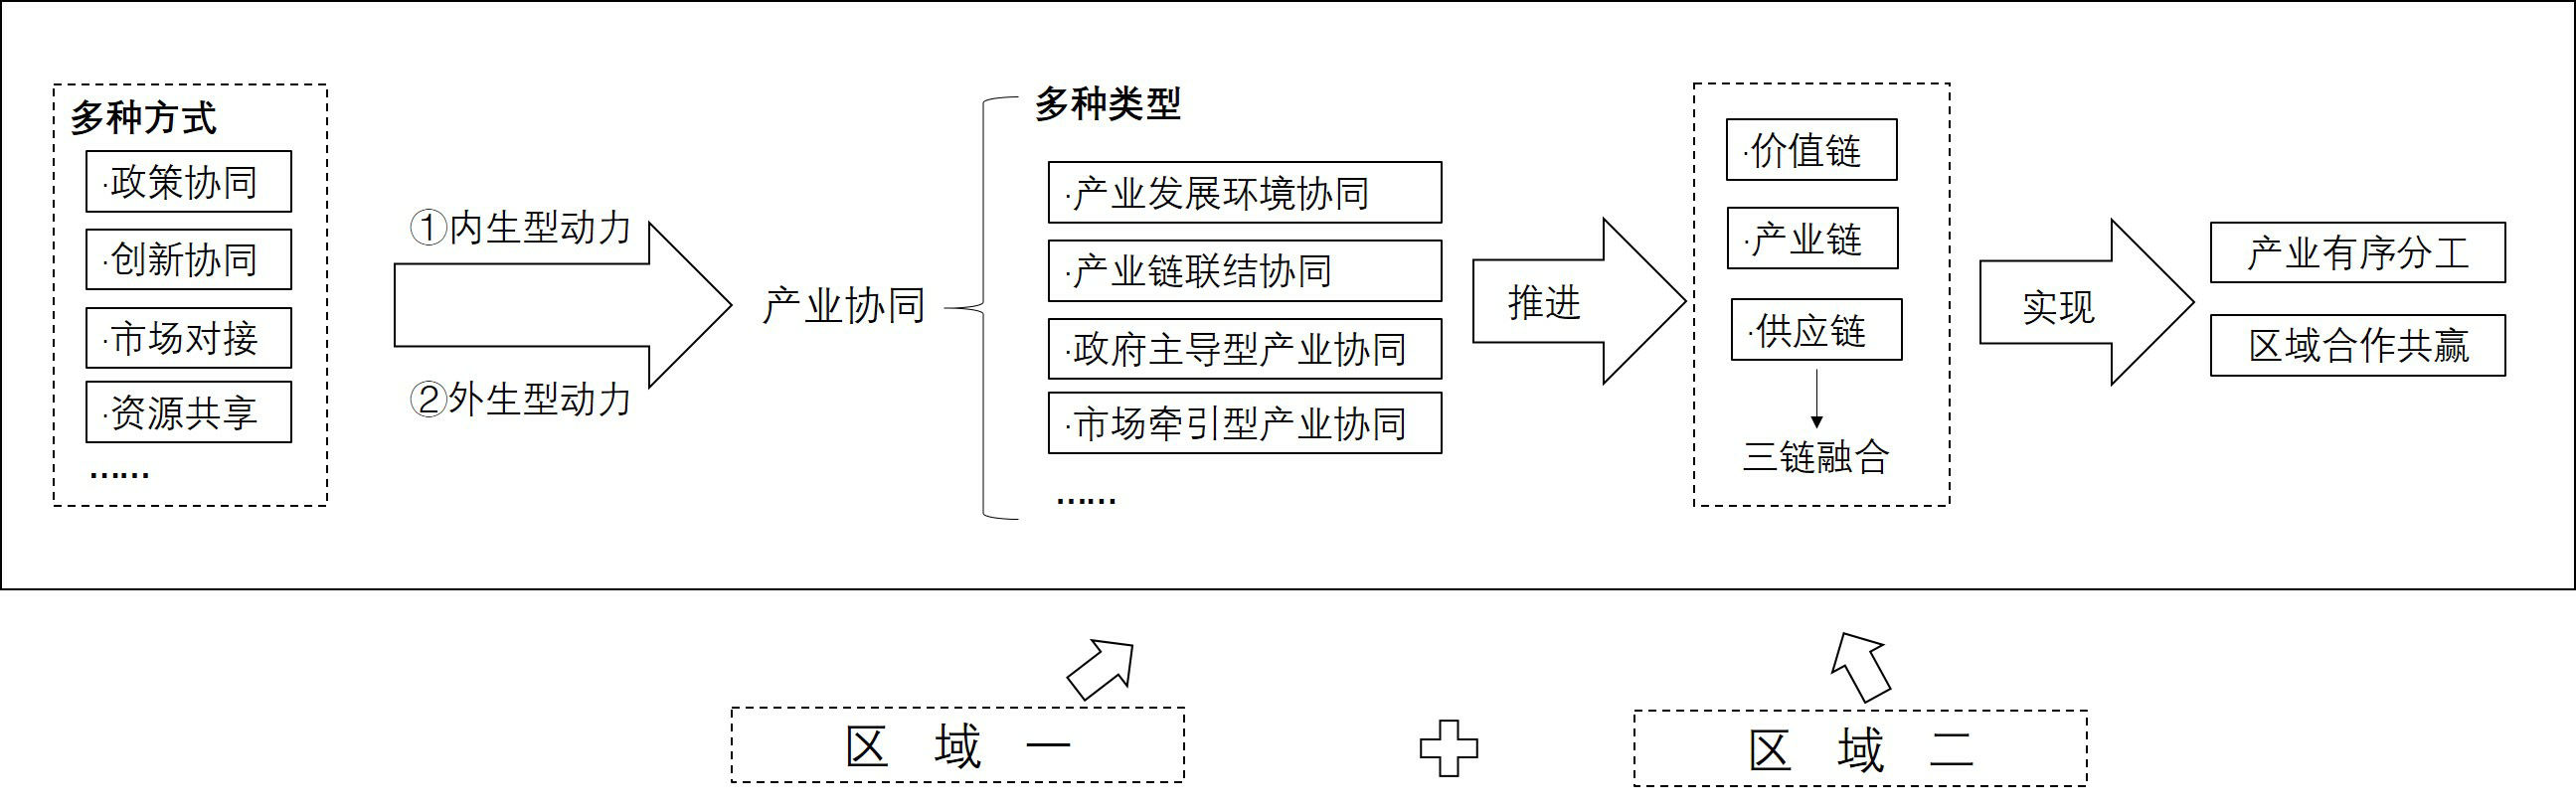 多种方式
·政策协同
·创新协同
·市场对接
·资源共享
……
①内生型动力
②外生型动力
产业协同
多种类型
·产业发展环境协同
·产业链联结协同
·政府主导型产业协同
·市场牵引型产业协同
……
推进
·价值链
·产业链
·供应链
三链融合
实现
产业有序分工
区域合作共赢
区 域 一
区 域 二